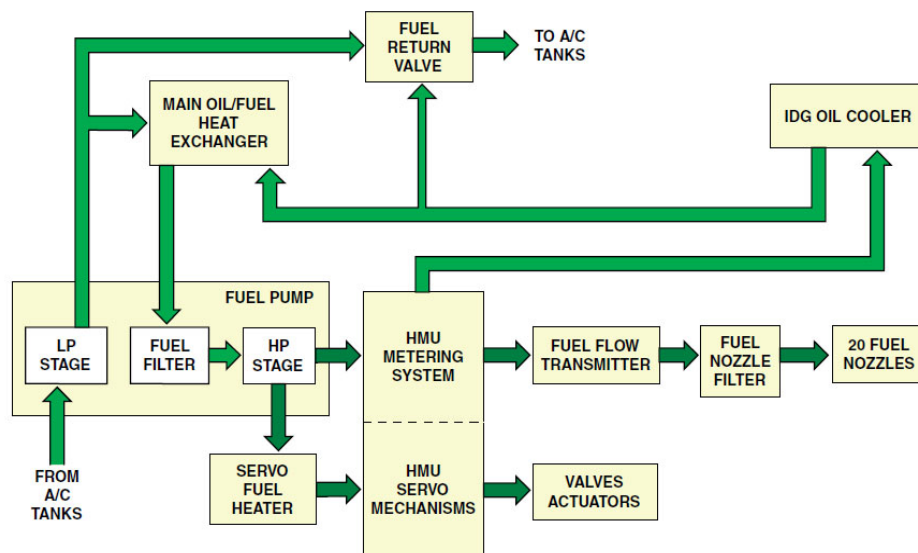 FUEL
RETURN
VALVE
TO A/C
TANKS
MAIN OIL/FUEL
HEAT
EXCHANGER
IDG OIL COOLER
FUEL PUMP
LP
STAGE
FUEL
FILTER
HP
STAGE
HMU
METERING
SYSTEM
FUEL FLOW
TRANSMITTER
FUEL
NOZZLE
FILTER
20 FUEL
NOZZLES
FROM
A/C
TANKS
SERVO
FUEL
HEATER
HMU
SERVO
MECHANISMS
VALVES
ACTUATORS